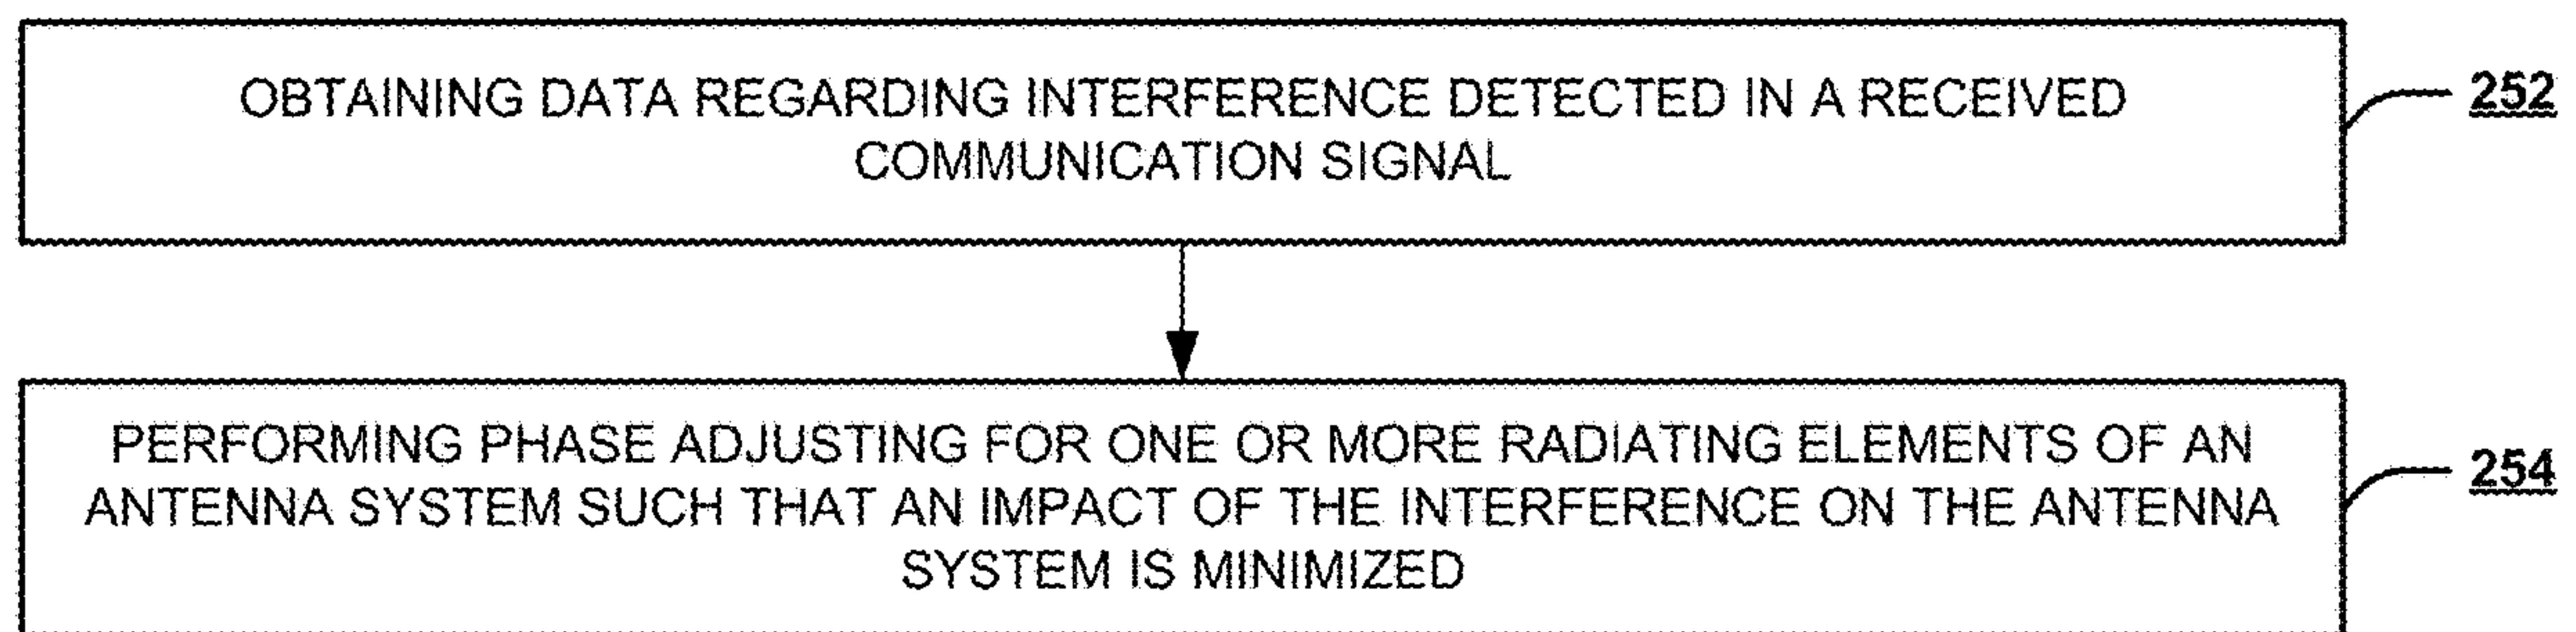 OBTAINING DATA REGARDING INTERFERENCE DETECTED IN A RECEIVED
COMMUNICATION SIGNAL
252
PERFORMING PHASE ADJUSTING FOR ONE OR MORE RADIATING ELEMENTS OF AN
ANTENNA SYSTEM SUCH THAT AN IMPACT OF THE INTERFERENCE ON THE ANTENNA
SYSTEM IS MINIMIZED
254